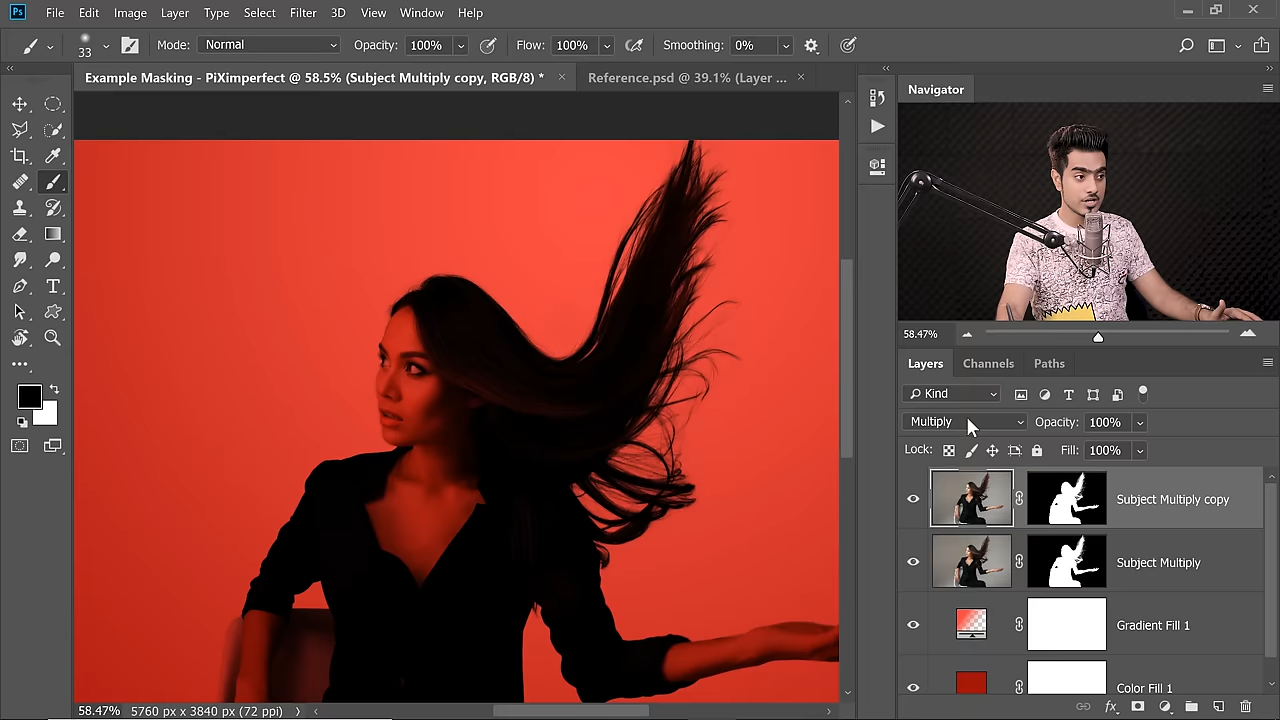 Ps File Edit Image Layer Type Select Filter 3D View Window Help
33 Mode: Normal Opacity: 100% Flow: 100% Smoothing: 0%
Example Masking - PiXimperfect @ 58.5% (Subject Multiply copy, RGB/8) * Reference.psd @ 39.1% (Layer ...
Navigator
58.47%
Layers Channels Paths
Kind
Multiply Opacity: 100%
Lock: Fill: 100%
Subject Multiply copy
Subject Multiply
Gradient Fill 1
Color Fill 1
58.47% 5760 px x 3840 px (72 ppi)